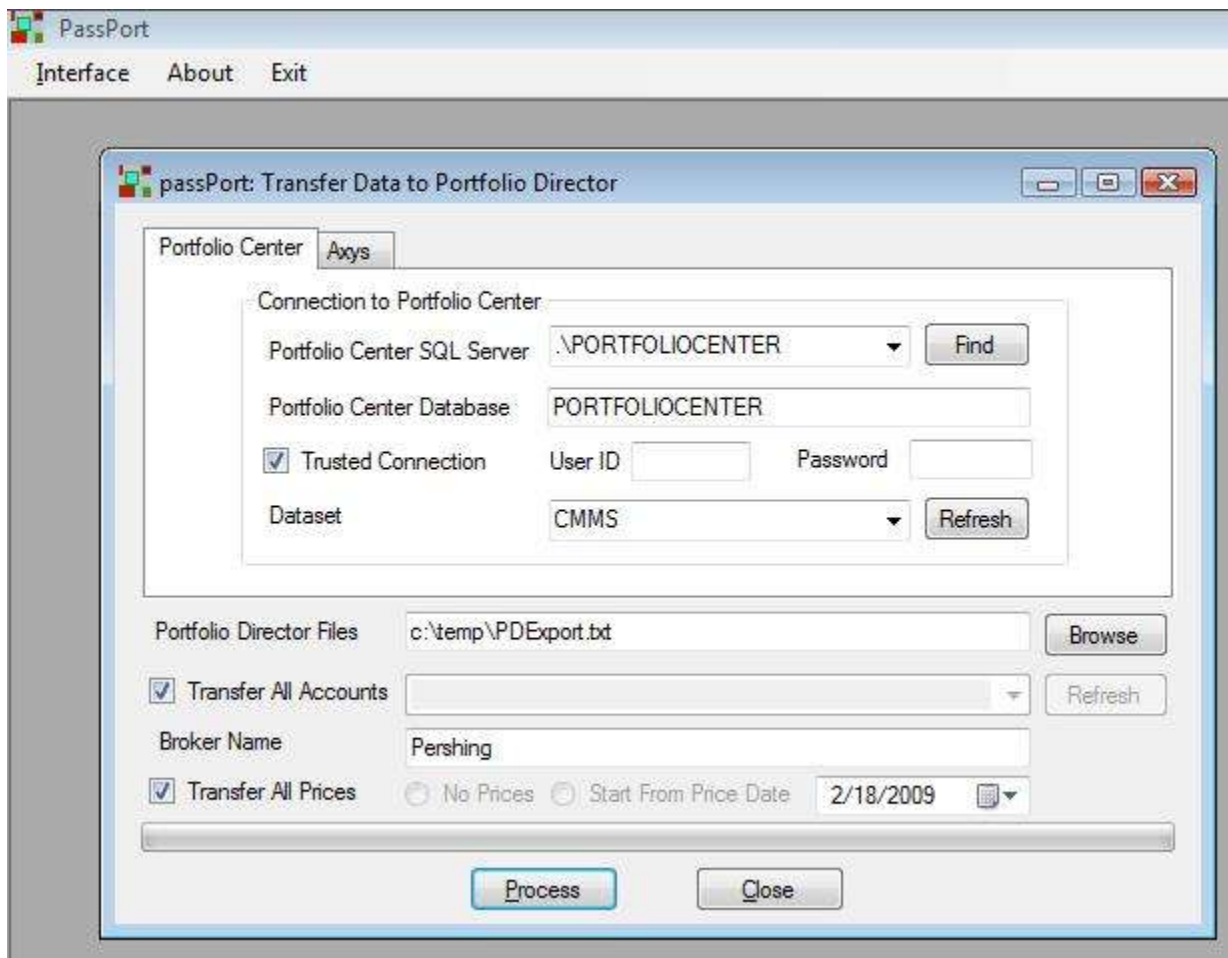 PassPort
Interface About Exit
passPort: Transfer Data to Portfolio Director
Portfolio Center Axys
Connection to Portfolio Center
Portfolio Center SQL Server .\PORTFOLIOCENTER Find
Portfolio Center Database PORTFOLIOCENTER
Trusted Connection User ID Password
Dataset CMMS Refresh
Portfolio Director Files c:\temp\PDExport.txt Browse
Transfer All Accounts Refresh
Broker Name Pershing
Transfer All Prices No Prices Start From Price Date 2/18/2009
Process Close